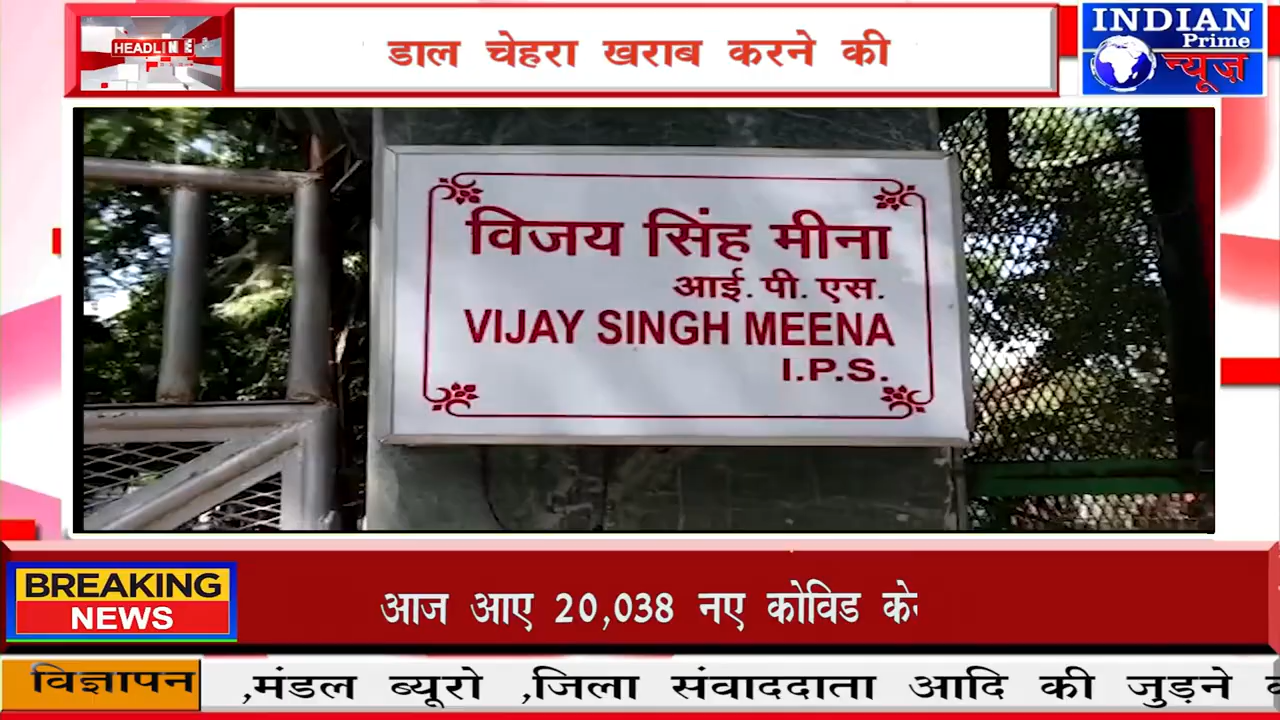 HEADLINE
डाल चेहरा खराब करने की
INDIAN
Prime
न्यूज़
विजय सिंह मीना
आई. पी. एस.
VIJAY SINGH MEENA
I.P.S.
BREAKING
NEWS
आज आए 20,038 नए कोविड
विज्ञापन
,मंडल ब्यूरो ,जिला संवाददाता आदि की जुड़ने